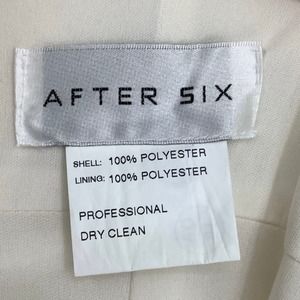 AFTER SIX
SHELL: 100% POLYESTER
LINING: 100% POLYESTER
PROFESSIONAL
DRY CLEAN